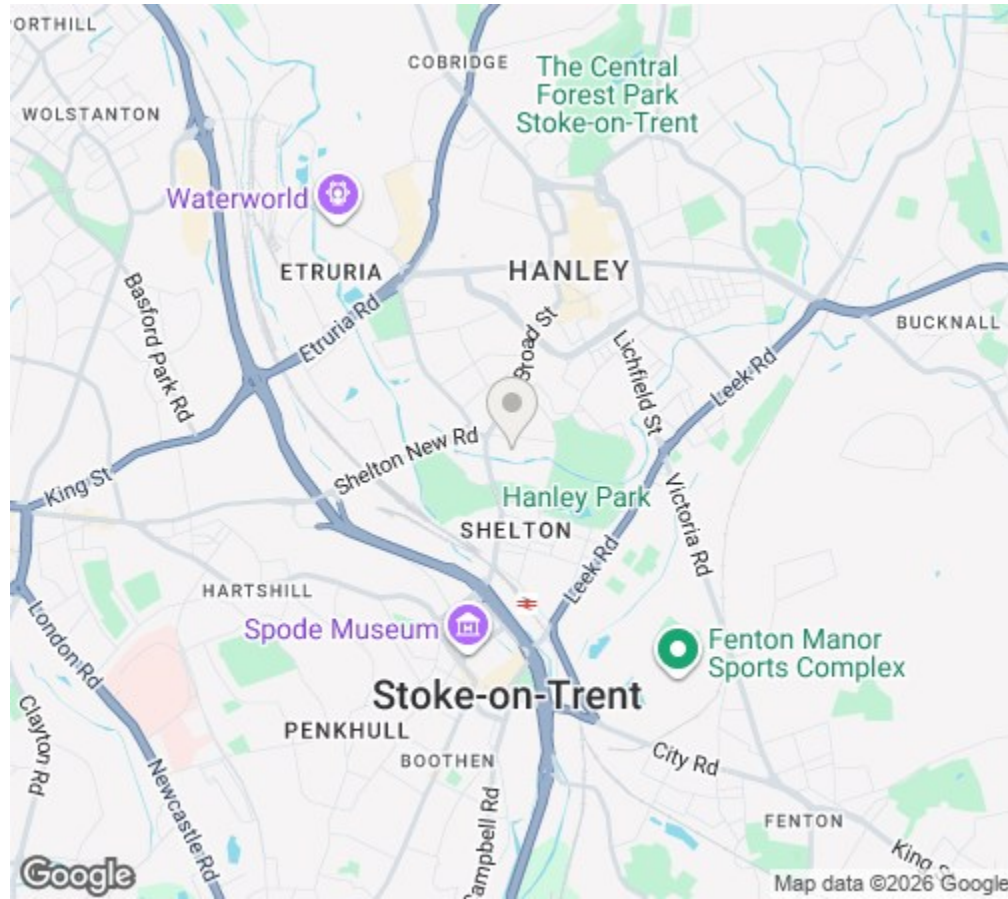 ORTHILL
COBRIDGE
The Central
Forest Park
Stoke-on-Trent
WOLSTANTON
Waterworld
ETRURIA
HANLEY
Basford Park Rd
Etruria Rd
Broad St
Lichfield St
BUCKNALL
Leek Rd
Shelton New Rd
King St
Hanley Park
Victoria Rd
SHELTON
Leek Rd
HARTSHILL
London Rd
Spode Museum
Fenton Manor
Sports Complex
Stoke-on-Trent
Clayton Rd
PENKHULL
BOOTHEN
City Rd
Newcastle Rd
Campbell Rd
FENTON
King St
Google
Map data ©2026 Google